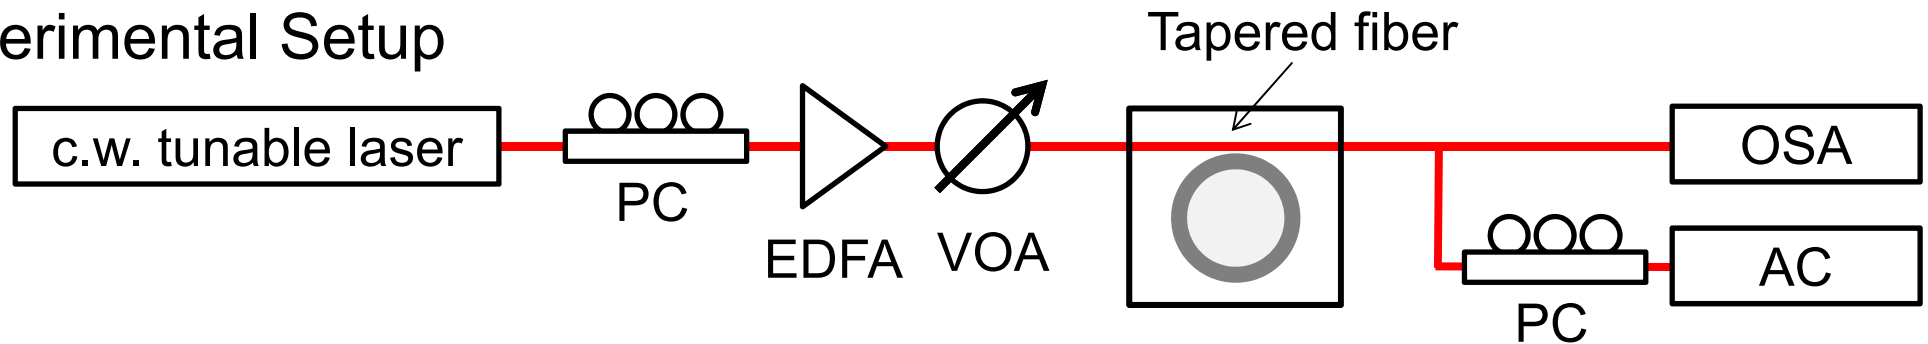 erimental Setup
Tapered fiber
c.w. tunable laser
PC
EDFA
VOA
OSA
AC
PC